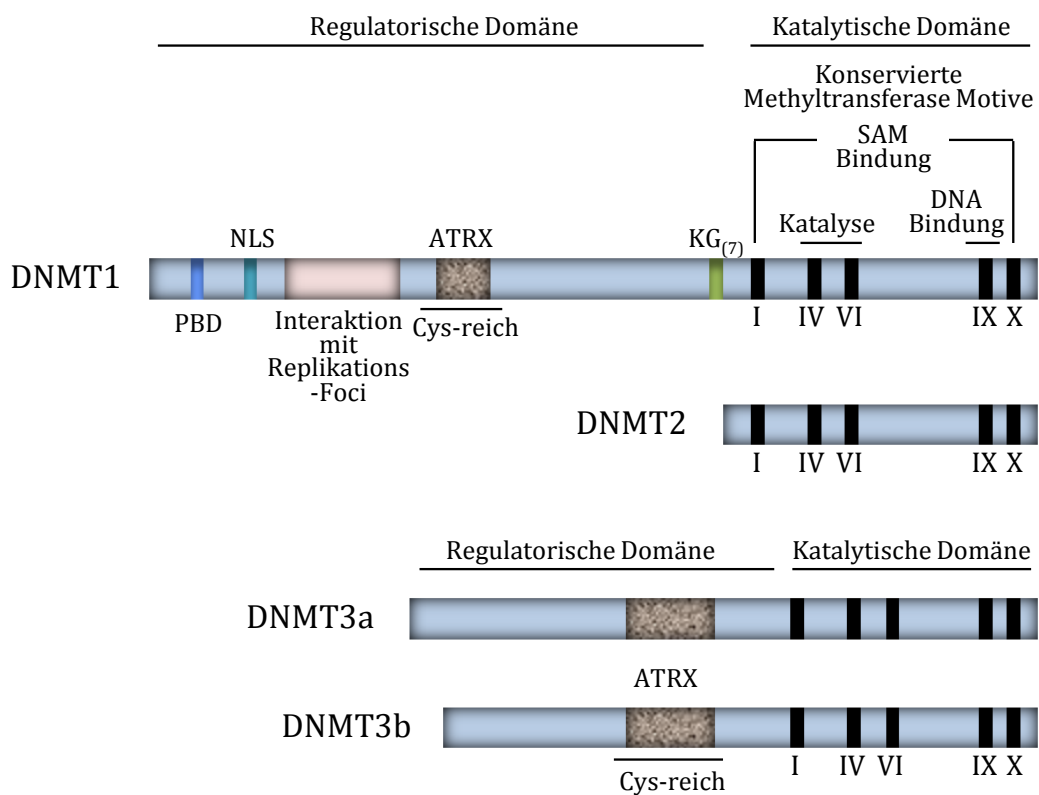 Regulatorische Domäne
Katalytische Domäne
Konservierte
Methyltransferase Motive
SAM
Bindung
DNA
Bindung
Katalyse
NLS
ATRX
KG(7)
DNMT1
PBD
Interaktion
mit
Replikations
-Foci
Cys-reich
I IV VI IX X
DNMT2
I IV VI IX X
Regulatorische Domäne
Katalytische Domäne
DNMT3a
ATRX
DNMT3b
Cys-reich
I IV VI IX X